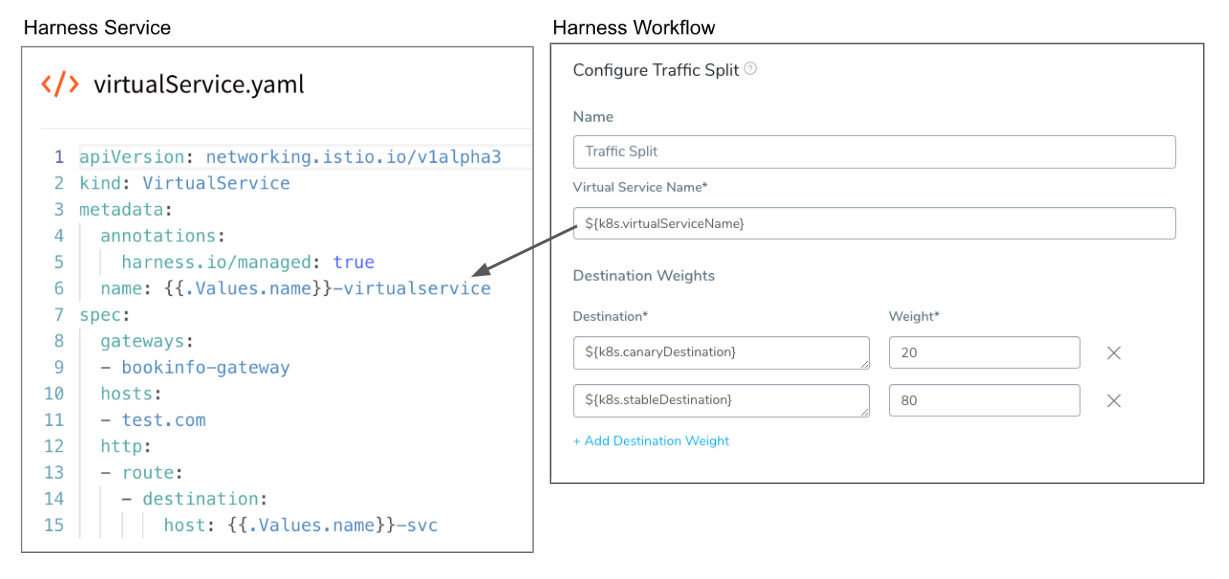 Harness Service
</> virtualService.yaml
1 apiVersion: networking.istio.io/v1alpha3
2 kind: VirtualService
3 metadata:
4   annotations:
5     harness.io/managed: true
6   name: {{.Values.name}}-virtualservice
7 spec:
8   gateways:
9   - bookinfo-gateway
10   hosts:
11   - test.com
12   http:
13   - route:
14     - destination:
15         host: {{.Values.name}}-svc
Harness Workflow
Configure Traffic Split ?
Name
Traffic Split
Virtual Service Name*
${k8s.virtualServiceName}
Destination Weights
Destination* Weight*
${k8s.canaryDestination} 20
${k8s.stableDestination} 80
+ Add Destination Weight